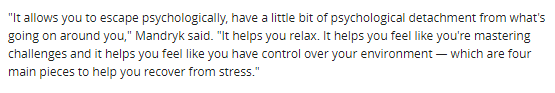 "It allows you to escape psychologically, have a little bit of psychological detachment from what's
going on around you," Mandryk said. "It helps you relax. It helps you feel like you're mastering
challenges and it helps you feel like you have control over your environment — which are four
main pieces to help you recover from stress."